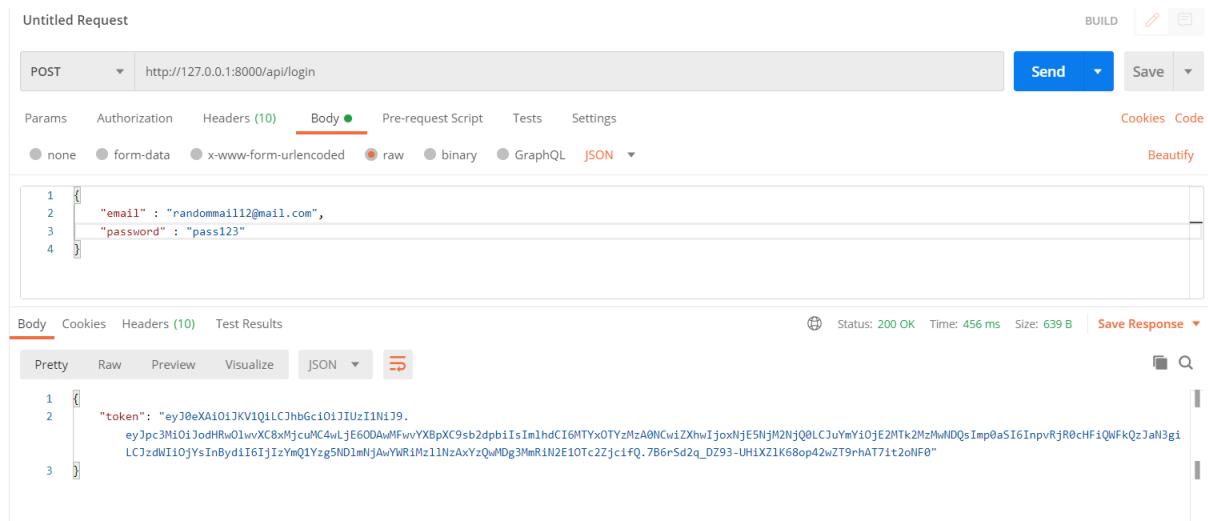 Untitled Request BUILD
POST http://127.0.0.1:8000/api/login Send Save
Params Authorization Headers (10) Body Pre-request Script Tests Settings Cookies Code
none form-data x-www-form-urlencoded raw binary GraphQL JSON Beautify
1 {
2 "email" : "randommail12@mail.com",
3 "password" : "pass123"
4 }
Body Cookies Headers (10) Test Results Status: 200 OK Time: 456 ms Size: 639 B Save Response
Pretty Raw Preview Visualize JSON
1 {
2 "token": "eyJ0eXAiOiJKV1QiLCJhbGciOiJIUzI1NiJ9.
eyJpc3MiOiJodHRwOlwvXC8xMjcuMC4wLjE6ODAwMFwvYXBpXC9sb2dpbiIsImlhdCI6MTYxOTYzMzA0NCwiZXhwIjoxNjE5NjM2NjQ0LCJuYmYiOjE2MTk2MzMwNDQsImp0aSI6InpvRjR0cHFiQWFkQzJaN3gi
LCJzdWIiOjYsInBydiI6IjIzYmQ1Yzg5NDlmNjAwYWRiMzllNzAxYzQwMDg3MmRiN2E1OTc2ZjcifQ.7B6rSd2q_DZ93-UHiXZlK68op42wZT9rhAT7it2oNF0"
3 }